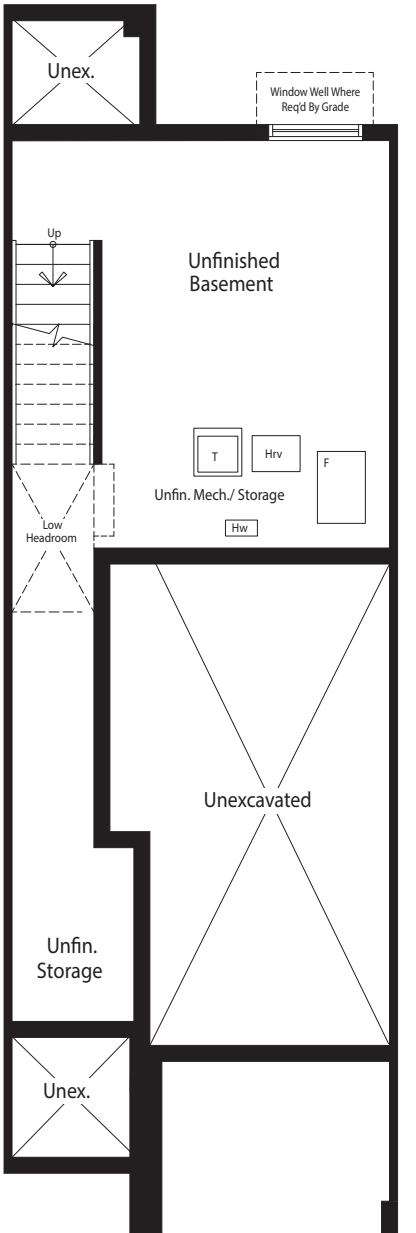 Unex.
Window Well Where
Req'd By Grade
Up
Unfinished
Basement
T
Hrv
F
Unfin. Mech./ Storage
Hw
Low
Headroom
Unexcavated
Unfin.
Storage
Unex.